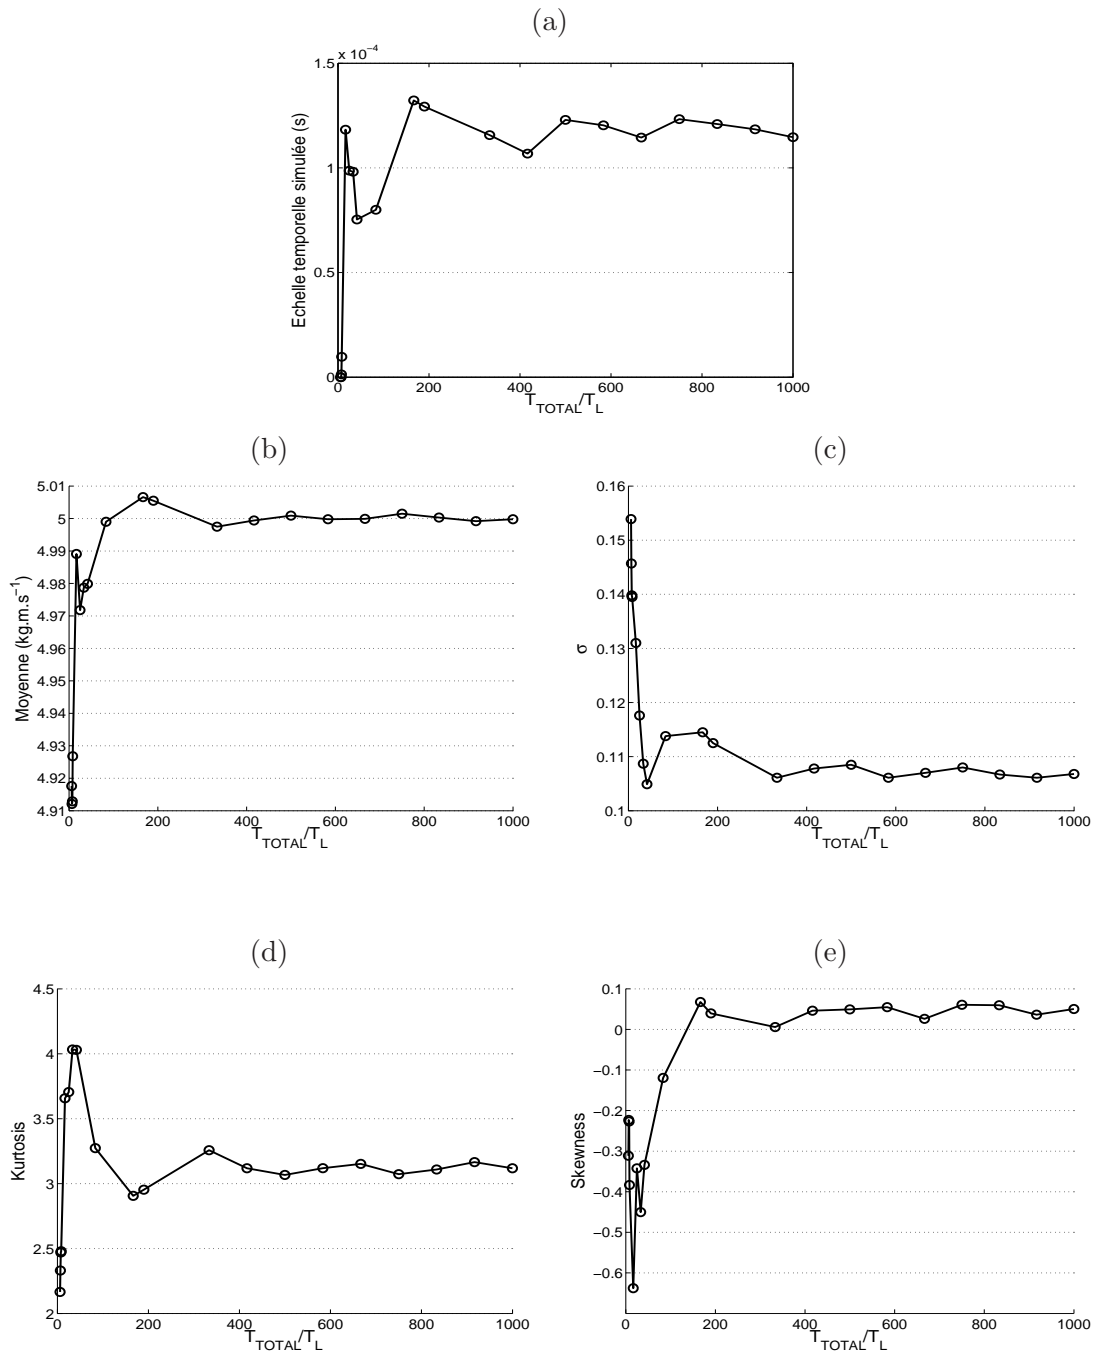 (a)
x 10⁻⁴
1.5
1
0.5
0
Echelle temporelle simulée (s)
0 200 400 600 800 1000
T_TOTAL/T_L
(b)
5.01
5
4.99
4.98
4.97
4.96
4.95
4.94
4.93
4.92
4.91
Moyenne (kg.m.s⁻¹)
0 200 400 600 800 1000
T_TOTAL/T_L
(c)
0.16
0.15
0.14
0.13
0.12
0.11
0.1
σ
0 200 400 600 800 1000
T_TOTAL/T_L
(d)
4.5
4
3.5
3
2.5
2
Kurtosis
0 200 400 600 800 1000
T_TOTAL/T_L
(e)
0.1
0
−0.1
−0.2
−0.3
−0.4
−0.5
−0.6
Skewness
0 200 400 600 800 1000
T_TOTAL/T_L